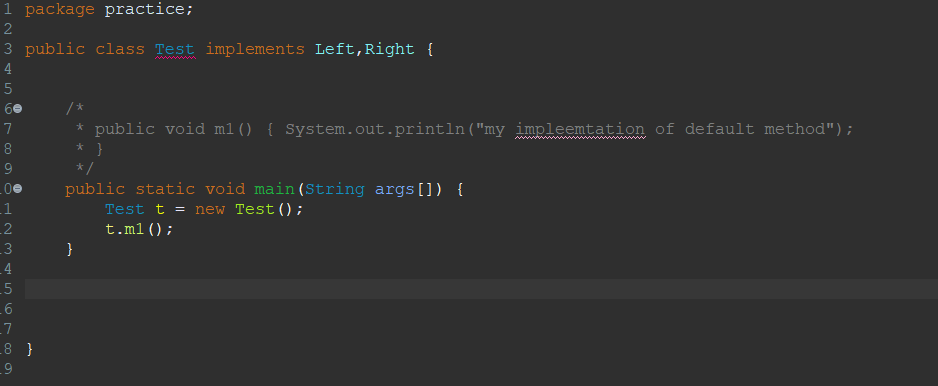 1 package practice;
2
3 public class Test implements Left,Right {
4
5
6 /*
7 * public void m1() { System.out.println("my impleemtation of default method");
8 * }
9 */
10 public static void main(String args[]) {
11 Test t = new Test();
12 t.m1();
13 }
14
15
16
17
18 }
19